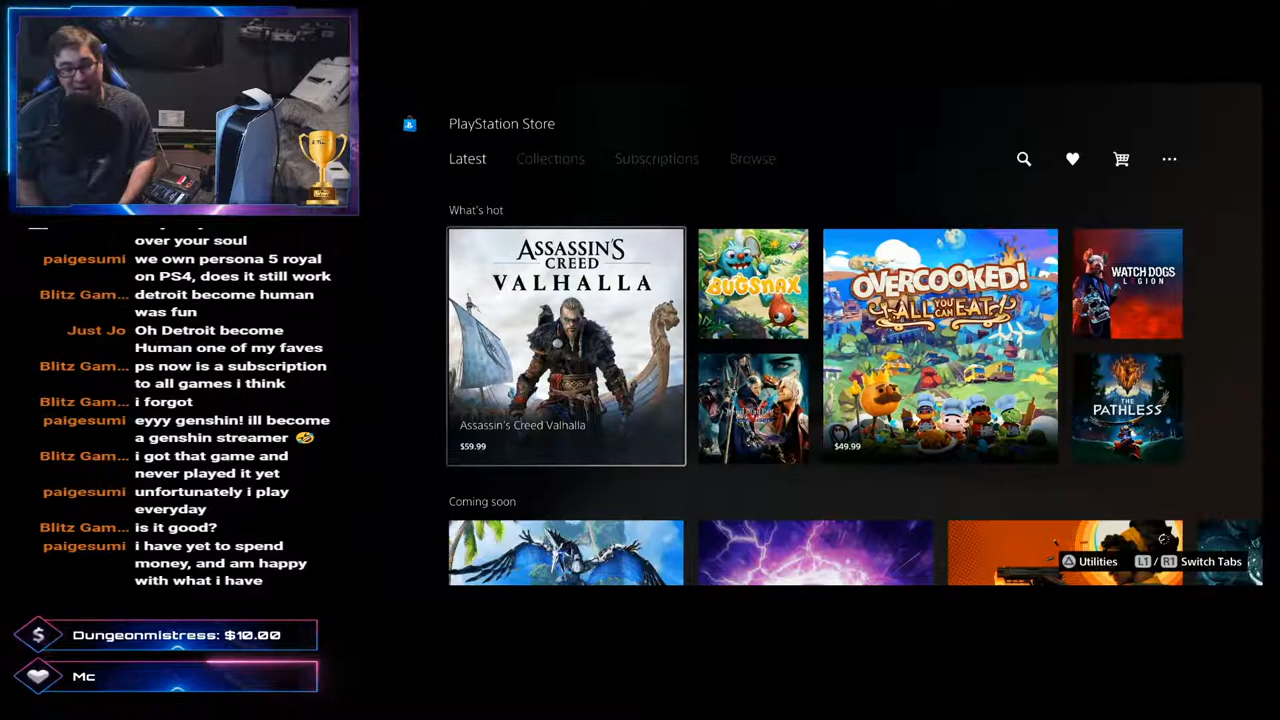 over your soul
paigesumi we own persona 5 royal
on PS4, does it still work
Blitz Gam... detroit become human
was fun
Just Jo Oh Detroit become
Human one of my faves
Blitz Gam... ps now is a subscription
to all games i think
Blitz Gam... i forgot
paigesumi eyyy genshin! ill become
a genshin streamer 🤣
Blitz Gam... i got that game and
never played it yet
paigesumi unfortunately i play
everyday
Blitz Gam... is it good?
paigesumi i have yet to spend
money, and am happy
with what i have
Dungeonmistress: $10.00
Mc
PlayStation Store
Latest Collections Subscriptions Browse
What's hot
ASSASSIN'S
CREED
VALHALLA
Assassin's Creed Valhalla
$59.99
BUGSNAX
OVERCOOKED!
ALL YOU CAN EAT
$49.99
WATCH DOGS
LEGION
THE
PATHLESS
Coming soon
Utilities L1 / R1 Switch Tabs